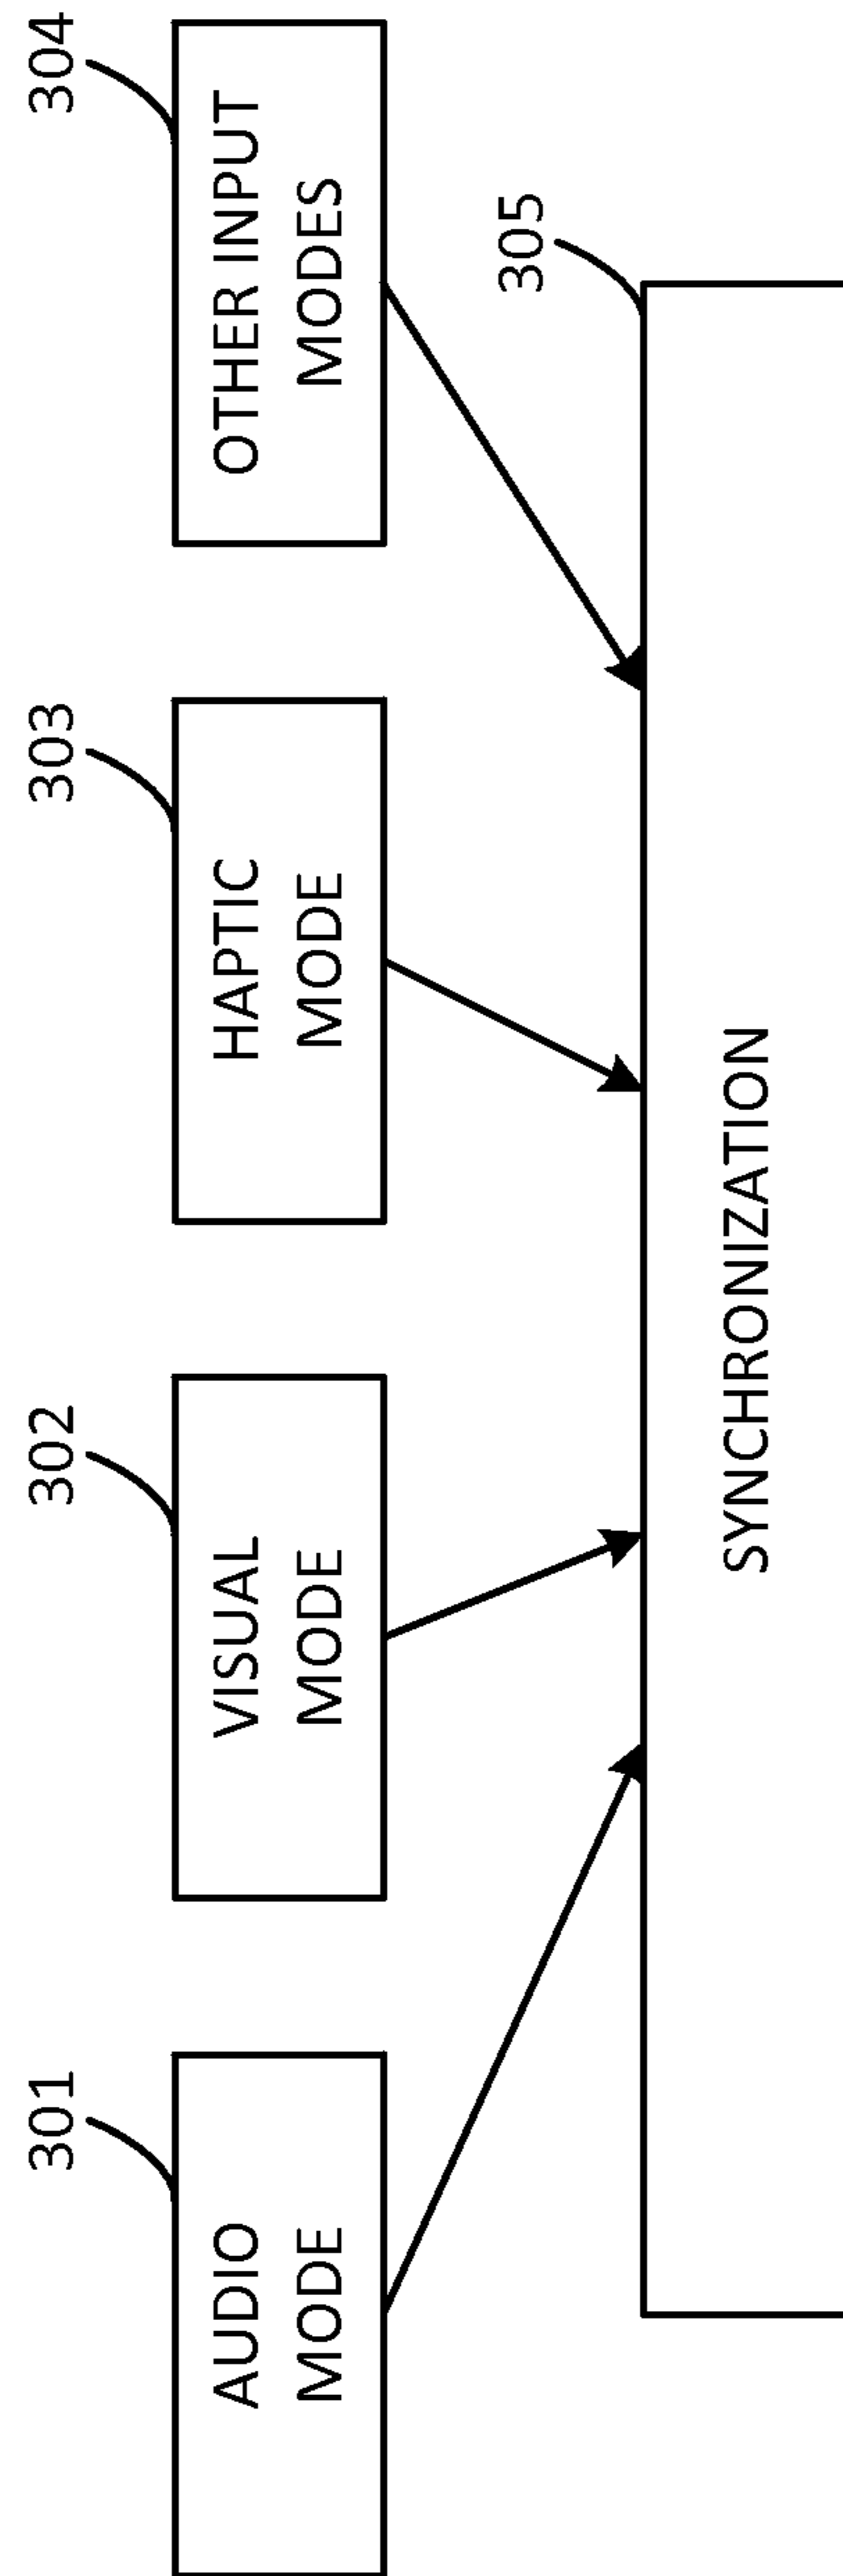 301
302
303
304
AUDIO
MODE
VISUAL
MODE
HAPTIC
MODE
OTHER INPUT
MODES
305
SYNCHRONIZATION